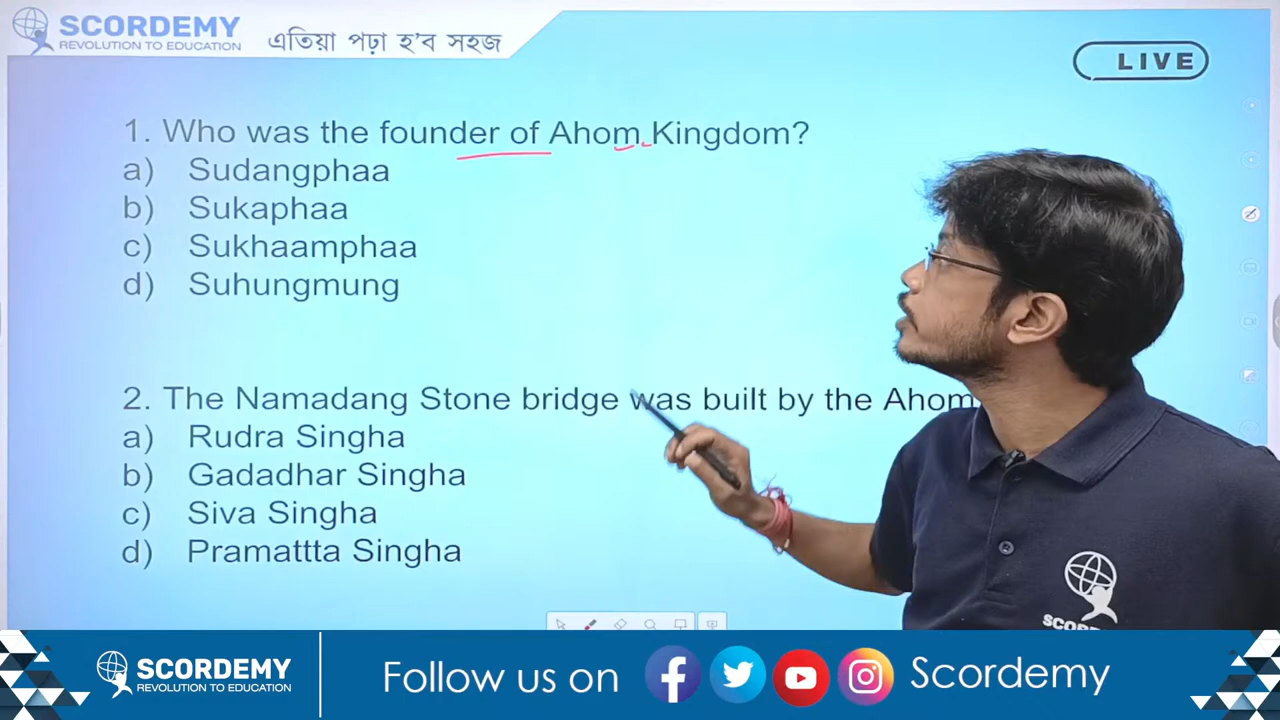 SCORDEMY
REVOLUTION TO EDUCATION
এতিয়া পঢ়া হ'ব সহজ
LIVE
1. Who was the founder of Ahom Kingdom?
a) Sudangphaa
b) Sukaphaa
c) Sukhaamphaa
d) Suhungmung
2. The Namadang Stone bridge was built by the Ahom
a) Rudra Singha
b) Gadadhar Singha
c) Siva Singha
d) Pramattta Singha
SCORDEMY
SCORDEMY
REVOLUTION TO EDUCATION
Follow us on
Scordemy